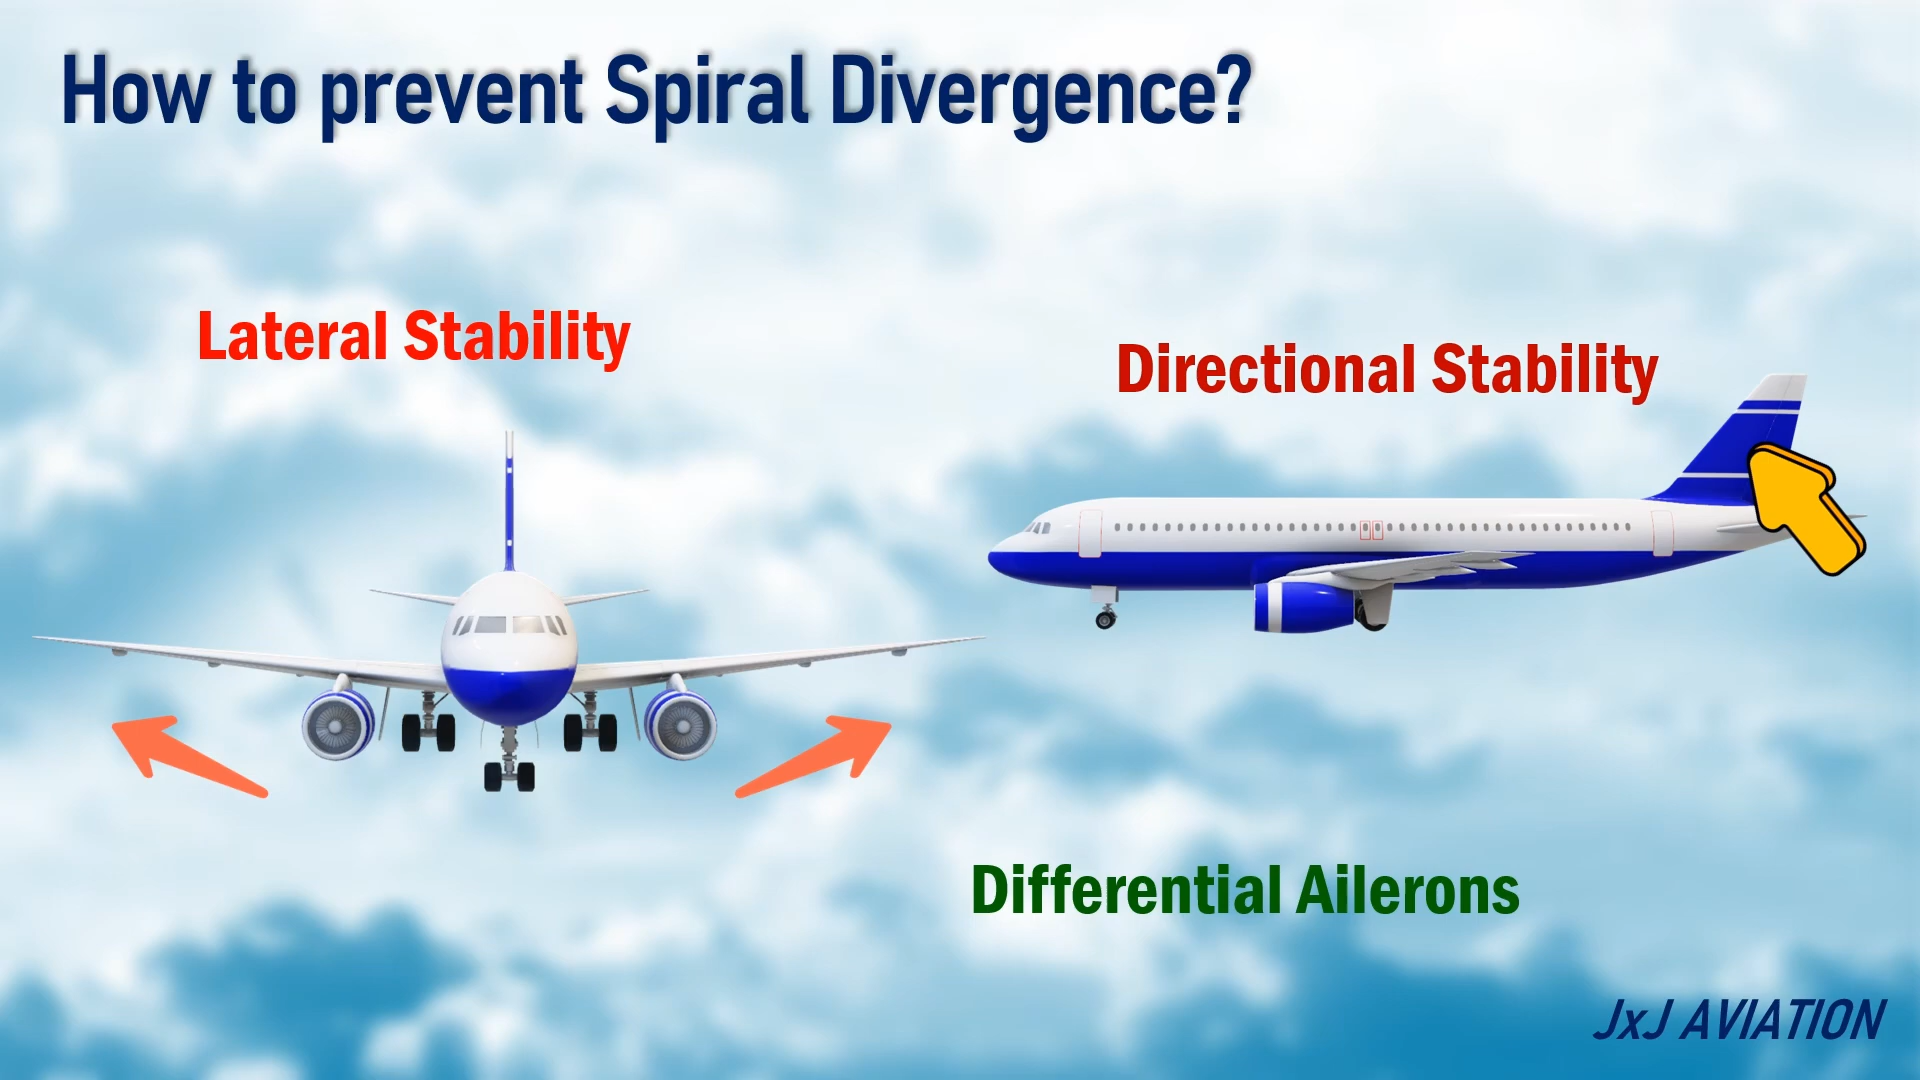 How to prevent Spiral Divergence?
Lateral Stability
Directional Stability
Differential Ailerons
JxJ AVIATION